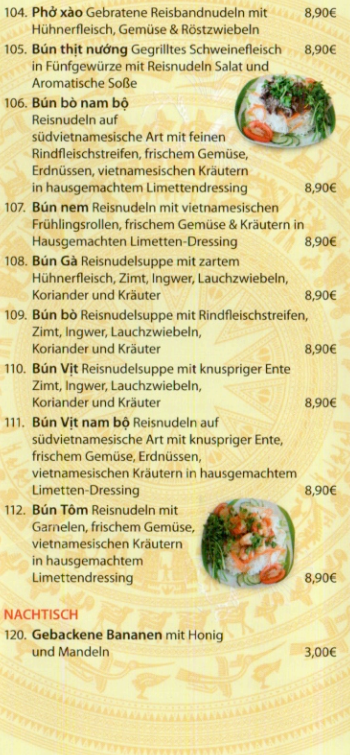 104. Phở xào Gebratene Reisbandnudeln mit 8,90€
Hühnerfleisch, Gemüse & Röstzwiebeln
105. Bún thịt nướng Gegrilltes Schweinefleisch 8,90€
in Fünfgewürze mit Reisnudeln Salat und
Aromatische Soße
106. Bún bò nam bộ
Reisnudeln auf
südvietnamesische Art mit feinen
Rindfleischstreifen, frischem Gemüse,
Erdnüssen, vietnamesischen Kräutern
in hausgemachtem Limettendressing 8,90€
107. Bún nem Reisnudeln mit vietnamesischen
Frühlingsrollen, frischem Gemüse & Kräutern in
Hausgemachten Limetten-Dressing 8,90€
108. Bún Gà Reisnudelsuppe mit zartem
Hühnerfleisch, Zimt, Ingwer, Lauchzwiebeln,
Koriander und Kräuter 8,90€
109. Bún bò Reisnudelsuppe mit Rindfleischstreifen,
Zimt, Ingwer, Lauchzwiebeln,
Koriander und Kräuter 8,90€
110. Bún Vịt Reisnudelsuppe mit knuspriger Ente
Zimt, Ingwer, Lauchzwiebeln,
Koriander und Kräuter 8,90€
111. Bún Vịt nam bộ Reisnudeln auf
südvietnamesische Art mit knuspriger Ente,
frischem Gemüse, Erdnüssen,
vietnamesischen Kräutern in hausgemachtem
Limetten-Dressing 8,90€
112. Bún Tôm Reisnudeln mit
Garnelen, frischem Gemüse,
vietnamesischen Kräutern
in hausgemachtem
Limettendressing 8,90€
NACHTISCH
120. Gebackene Bananen mit Honig
und Mandeln 3,00€